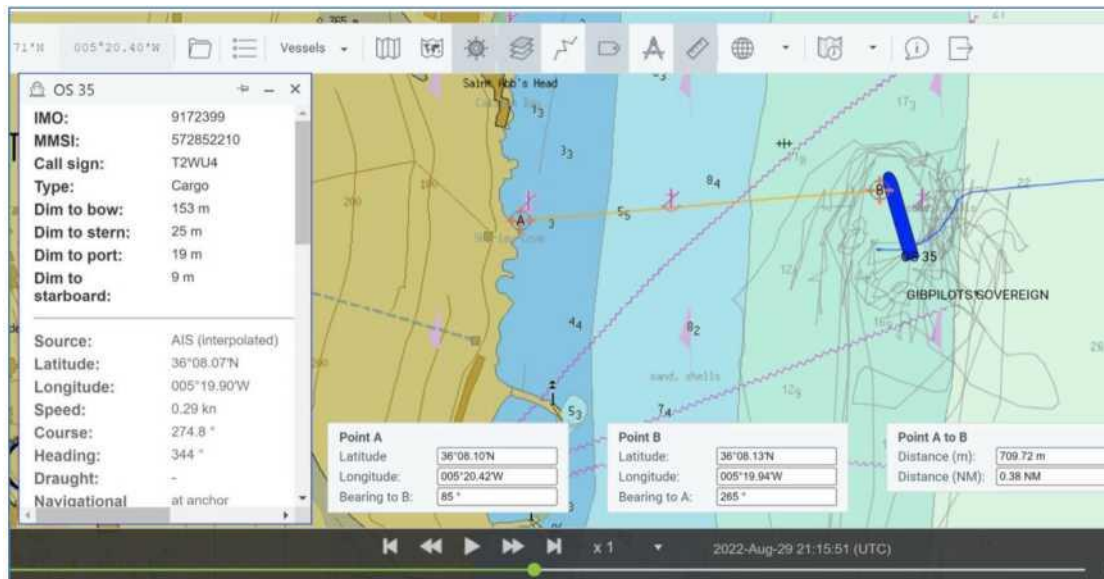 71°N 005°20.40'W Vessels
OS 35
IMO: 9172399
MMSI: 572852210
Call sign: T2WU4
Type: Cargo
Dim to bow: 153 m
Dim to stern: 25 m
Dim to port: 19 m
Dim to starboard: 9 m
Source: AIS (interpolated)
Latitude: 36°08.07'N
Longitude: 005°19.90'W
Speed: 0.29 kn
Course: 274.8 °
Heading: 344 °
Draught: -
Navigational at anchor
Saint Abb's Head
A
B
OS 35
GIBPILOTS SOVEREIGN
sand, shells
200
22
Point A
Latitude 36°08.10'N
Longitude: 005°20.42'W
Bearing to B: 85 °
Point B
Latitude: 36°08.13'N
Longitude: 005°19.94'W
Bearing to A: 265 °
Point A to B
Distance (m): 709.72 m
Distance (NM): 0.38 NM
x 1
2022-Aug-29 21:15:51 (UTC)